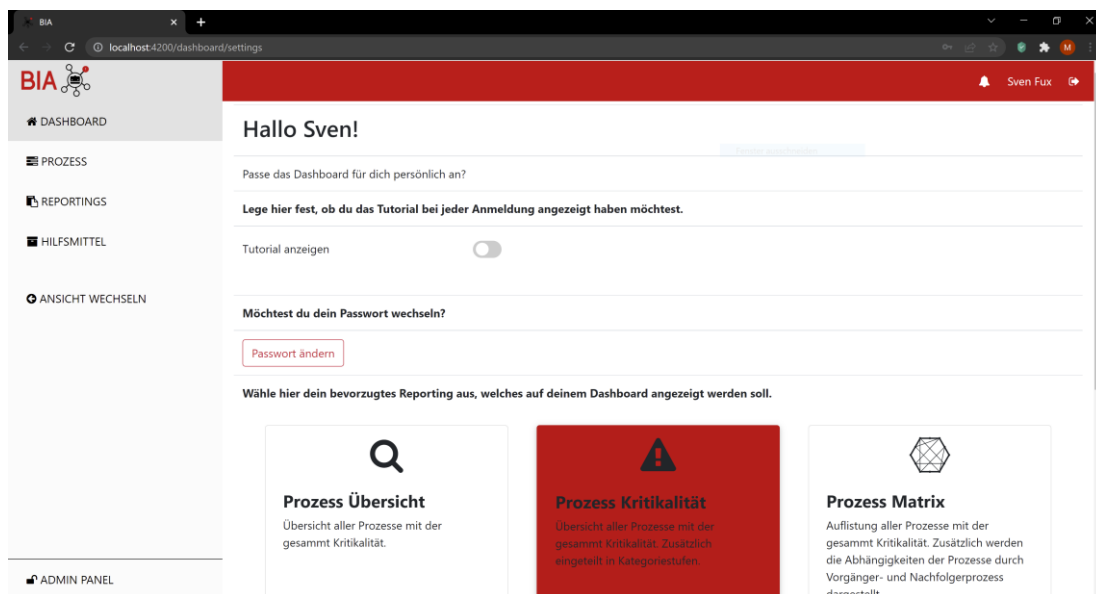 BIA
localhost:4200/dashboard/settings
M
BIA
Sven Fux
DASHBOARD
PROZESS
REPORTINGS
HILFSMITTEL
ANSICHT WECHSELN
ADMIN PANEL
Hallo Sven!
Passe das Dashboard für dich persönlich an?
Lege hier fest, ob du das Tutorial bei jeder Anmeldung angezeigt haben möchtest.
Tutorial anzeigen
Möchtest du dein Passwort wechseln?
Passwort ändern
Wähle hier dein bevorzugtes Reporting aus, welches auf deinem Dashboard angezeigt werden soll.
Prozess Übersicht
Übersicht aller Prozesse mit der
gesammt Kritikalität.
Prozess Kritikalität
Übersicht aller Prozesse mit der
gesammt Kritikalität. Zusätzlich
eingeteilt in Kategoriestufen.
Prozess Matrix
Auflistung aller Prozesse mit der
gesammt Kritikalität. Zusätzlich werden
die Abhängigkeiten der Prozesse durch
Vorgänger- und Nachfolgerprozess
dargestellt.